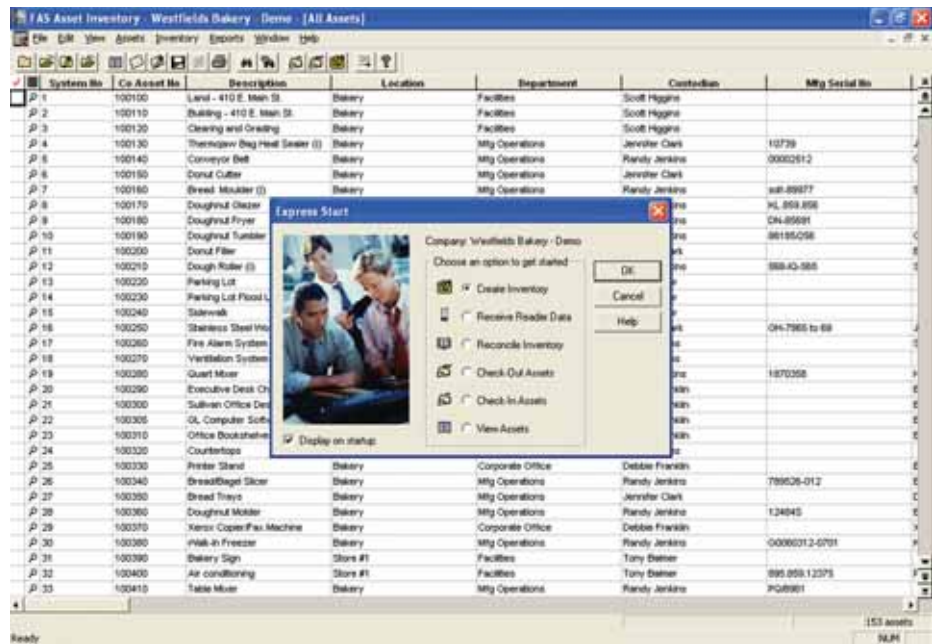 FAS Asset Inventory - Westfields Bakery - Demo - [All Assets]
File Edit View Assets Inventory Reports Window Help
System No Co Asset No Description Location Department Custodian Mfg Serial No
1 100100 Land - 410 E. Main St. Bakery Facilities Scott Higgins
2 100110 Building - 410 E. Main St. Bakery Facilities Scott Higgins
3 100120 Clearing and Grading Bakery Facilities Scott Higgins
4 100130 Thermojaw Bag Heat Sealer (I) Bakery Mfg Operations Jennifer Clark 10739
5 100140 Conveyor Belt Bakery Mfg Operations Randy Jenkins 00002512
6 100150 Donut Cutter Bakery Mfg Operations Jennifer Clark
7 100160 Bread Moulder (I) Bakery Mfg Operations Randy Jenkins
8 100170 Doughnut Glazer
9 100180 Doughnut Fryer
10 100190 Doughnut Tumbler
11 100200 Donut Filler
12 100210 Dough Roller (I)
13 100220 Parking Lot
14 100230 Parking Lot Flood L
15 100240 Sidewalk
16 100250 Stainless Steel
17 100260 Fire Alarm System
18 100270 Ventilation System
19 100280 Quart Mixer 1870358
20 100290 Executive Desk Ch
21 100300 Sullivan Office Des
22 100305 GL Computer Softw
23 100310 Office Bookshelve
24 100320 Countertops
25 100330 Printer Stand Bakery Corporate Office Debbie Franklin
26 100340 Bread/Bagel Slicer Bakery Mfg Operations Randy Jenkins 789526-012
27 100350 Bread Trays Bakery Mfg Operations Jennifer Clark
28 100360 Doughnut Molder Bakery Mfg Operations Randy Jenkins
29 100370 Xerox Copier/Fax Machine Bakery Corporate Office Debbie Franklin
30 100380 Walk-in Freezer Bakery Mfg Operations Randy Jenkins
31 100390 Bakery Sign Store #1 Facilities Tony Beimer
32 100400 Air conditioning Store #1 Facilities Tony Beimer
33 100410 Table Mixer Bakery Mfg Operations Randy Jenkins
Express Start
Company: Westfields Bakery - Demo
Choose an option to get started
Create Inventory
Receive Reader Data
Reconcile Inventory
Check-Out Assets
Check-In Assets
View Assets
OK
Cancel
Help
Display on startup
153 assets
Ready NUM